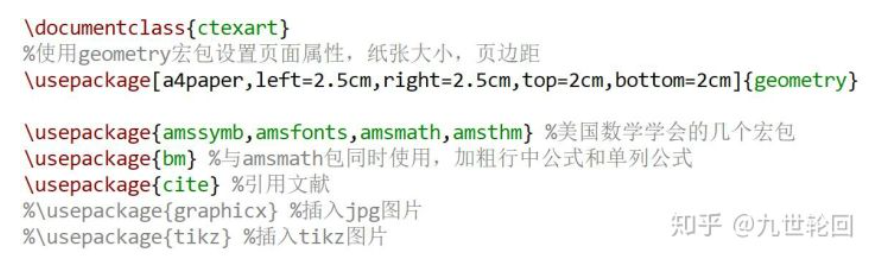 \documentclass{ctexart}
%使用geometry宏包设置页面属性，纸张大小，页边距
\usepackage[a4paper,left=2.5cm,right=2.5cm,top=2cm,bottom=2cm]{geometry}
\usepackage{amssymb,amsfonts,amsmath,amsthm} %美国数学学会的几个宏包
\usepackage{bm} %与amsmath包同时使用，加粗行中公式和单列公式
\usepackage{cite} %引用文献
%\usepackage{graphicx} %插入jpg图片
%\usepackage{tikz} %插入tikz图片
知乎 @九世轮回